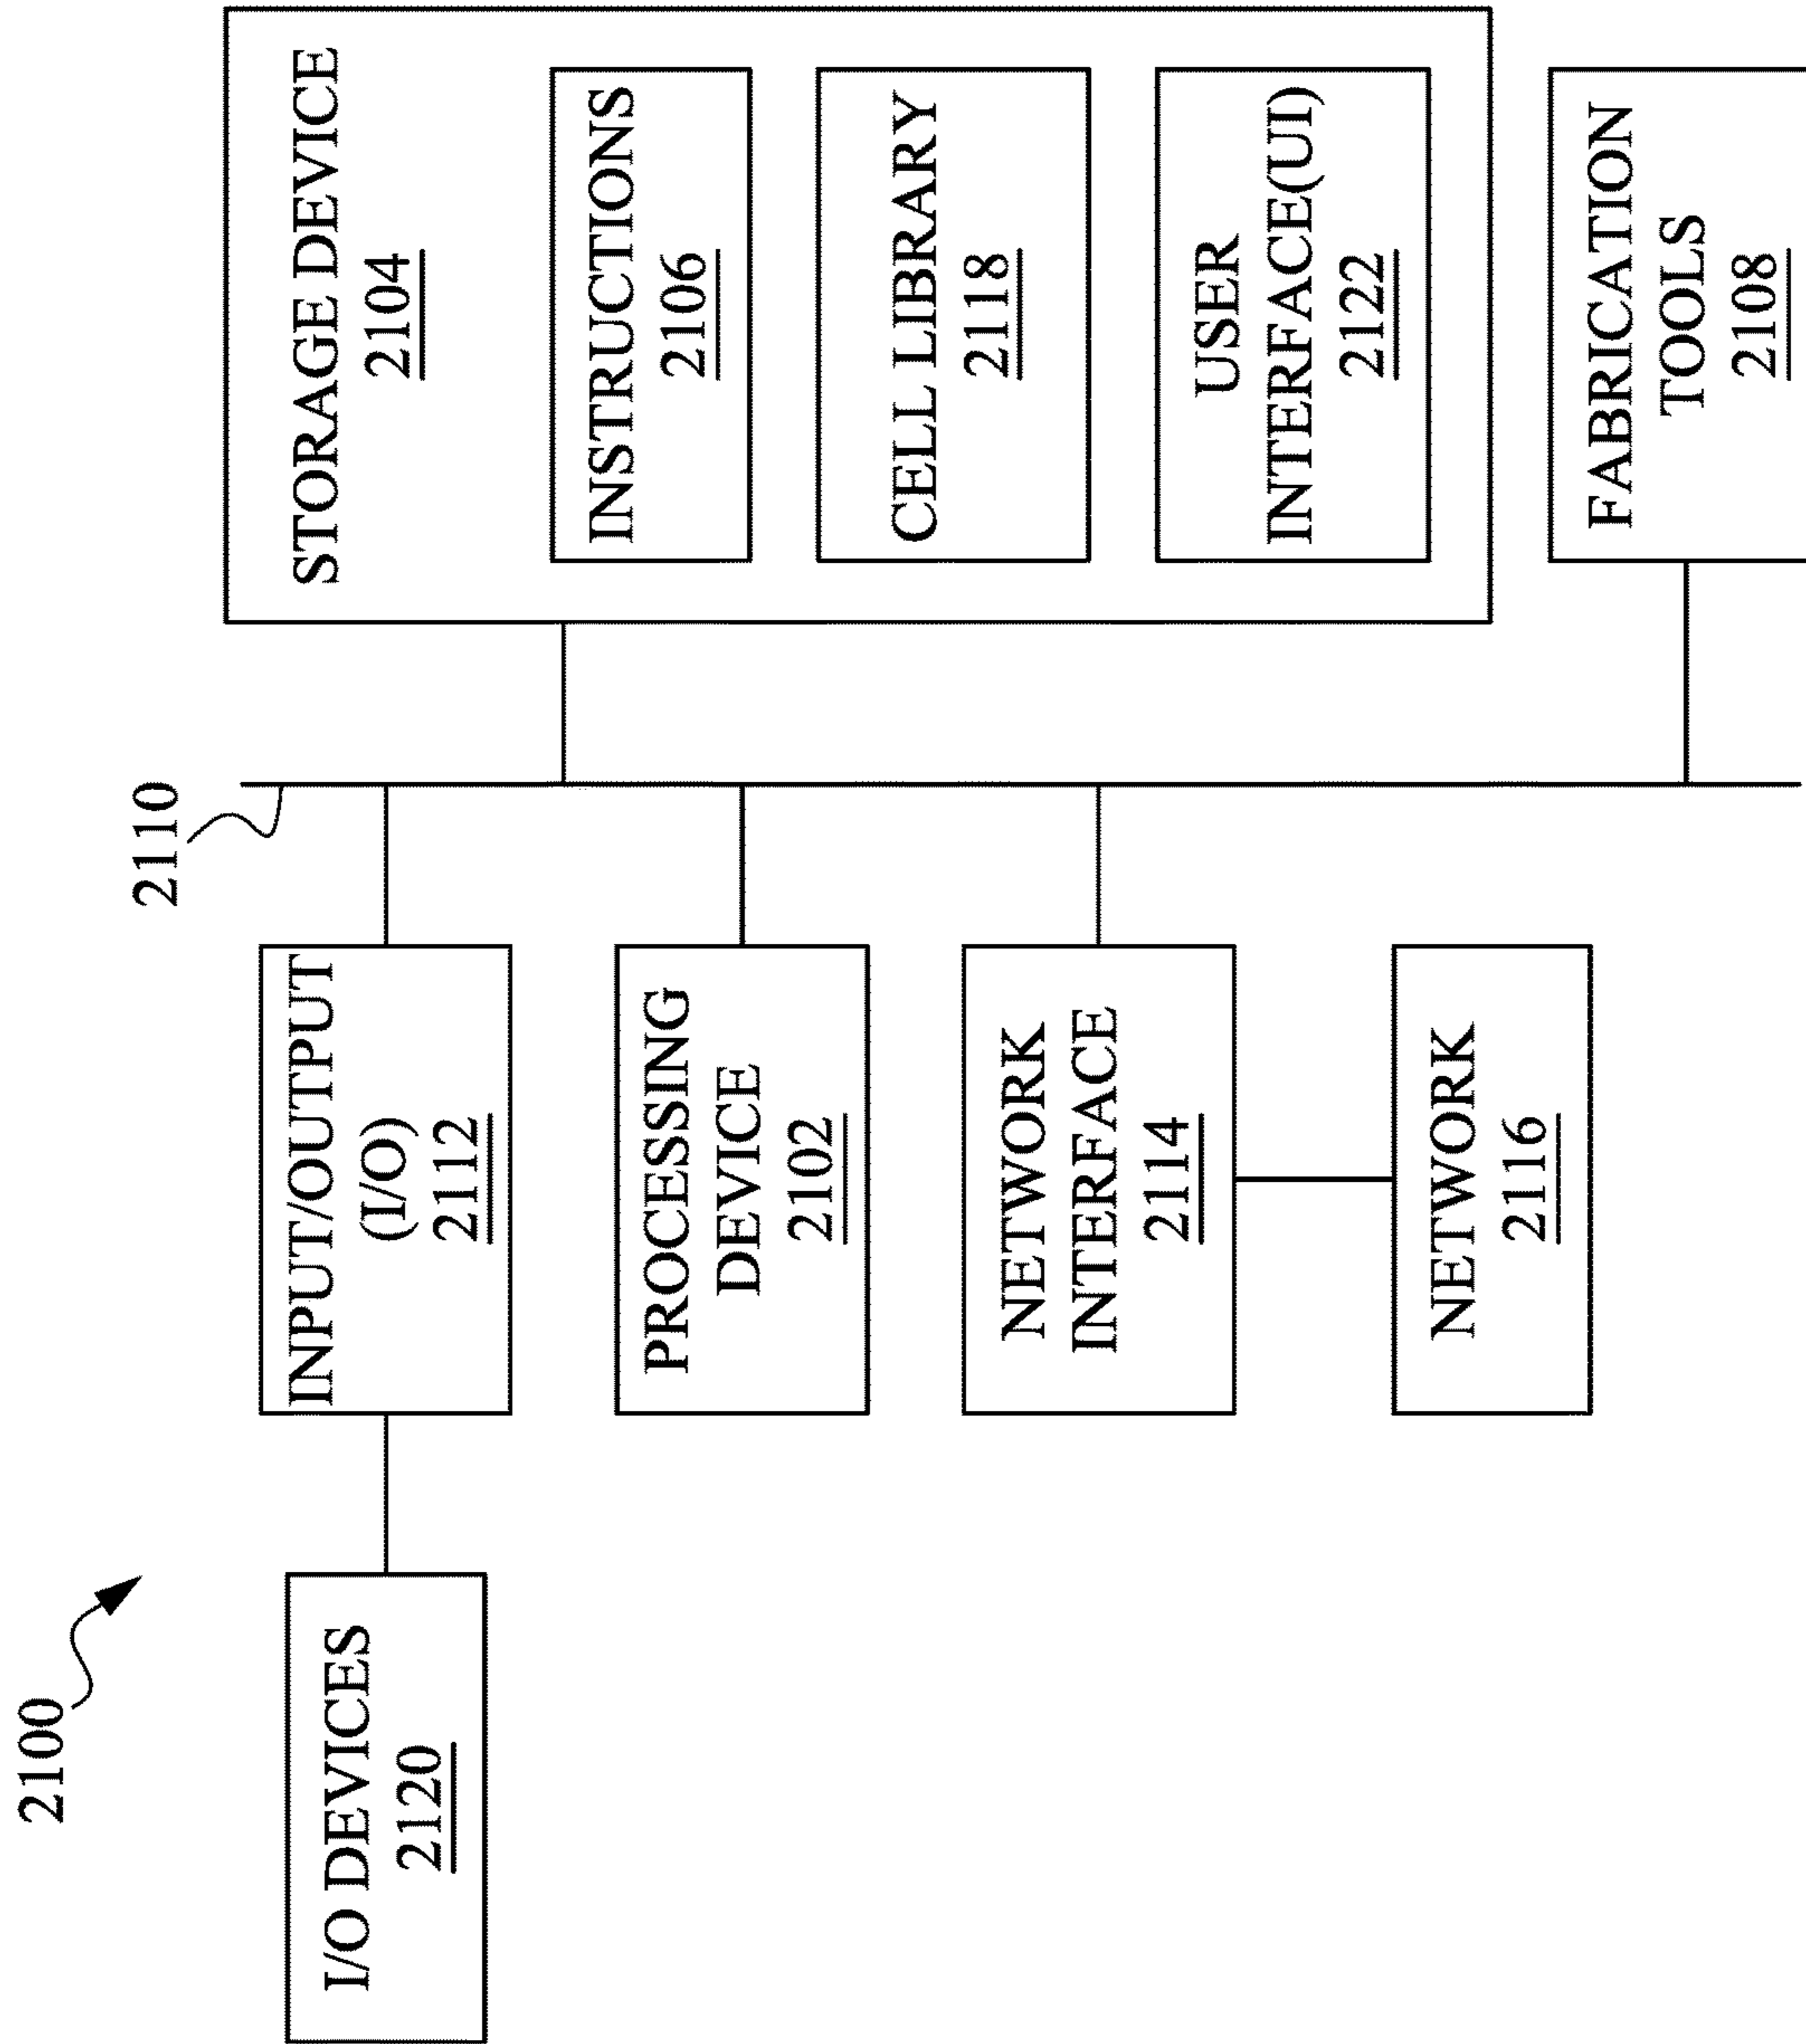 2100
2110
I/O DEVICES
2120
INPUT/OUTPUT
(I/O)
2112
PROCESSING
DEVICE
2102
NETWORK
INTERFACE
2114
NETWORK
2116
STORAGE DEVICE
2104
INSTRUCTIONS
2106
CELL LIBRARY
2118
USER
INTERFACE(UI)
2122
FABRICATION
TOOLS
2108